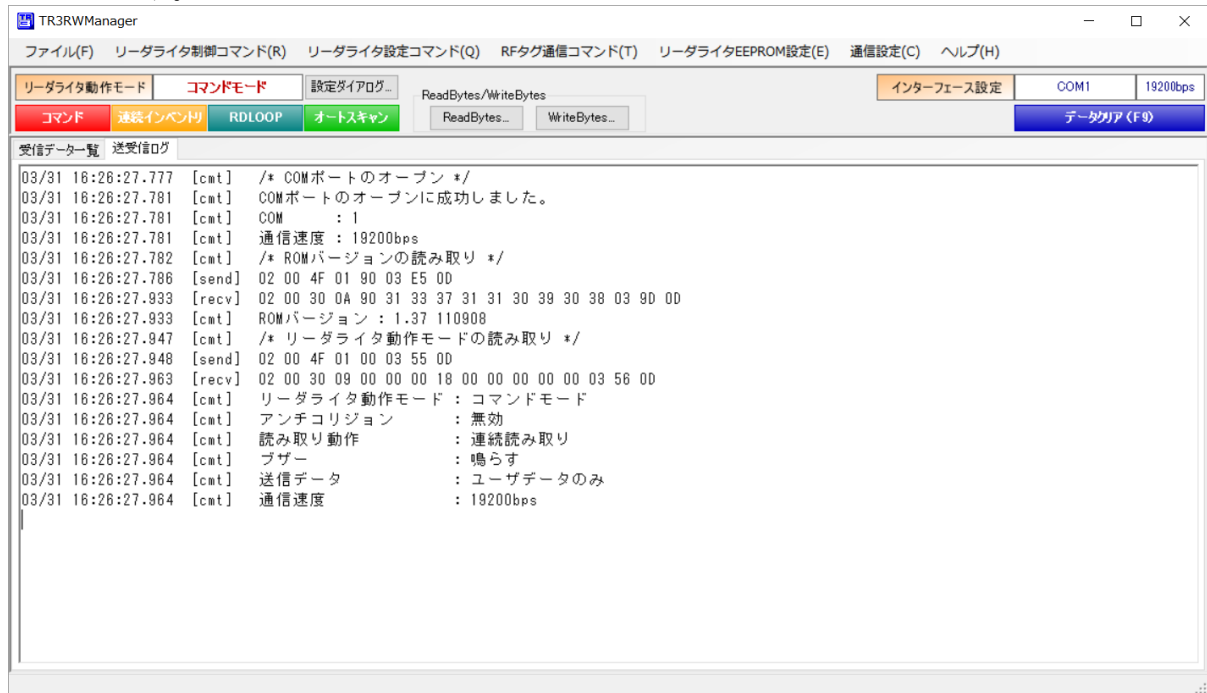 TR3RWManager
ファイル(F) リーダライタ制御コマンド(R) リーダライタ設定コマンド(Q) RFタグ通信コマンド(T) リーダライタEEPROM設定(E) 通信設定(C) ヘルプ(H)
リーダライタ動作モード コマンドモード 設定ダイアログ... ReadBytes/WriteBytes インターフェース設定 COM1 19200bps
コマンド 連続インベントリ RDLOOP オートスキャン ReadBytes... WriteBytes... データクリア(F9)
受信データ一覧 送受信ログ
03/31 16:26:27.777 [cmt] /* COMポートのオープン */
03/31 16:26:27.781 [cmt] COMポートのオープンに成功しました。
03/31 16:26:27.781 [cmt] COM : 1
03/31 16:26:27.781 [cmt] 通信速度 : 19200bps
03/31 16:26:27.782 [cmt] /* ROMバージョンの読み取り */
03/31 16:26:27.786 [send] 02 00 4F 01 90 03 E5 0D
03/31 16:26:27.933 [recv] 02 00 30 0A 90 31 33 37 31 31 30 39 30 38 03 9D 0D
03/31 16:26:27.933 [cmt] ROMバージョン : 1.37 110908
03/31 16:26:27.947 [cmt] /* リーダライタ動作モードの読み取り */
03/31 16:26:27.948 [send] 02 00 4F 01 00 03 55 0D
03/31 16:26:27.963 [recv] 02 00 30 09 00 00 00 18 00 00 00 00 00 03 56 0D
03/31 16:26:27.964 [cmt] リーダライタ動作モード : コマンドモード
03/31 16:26:27.964 [cmt] アンチコリジョン : 無効
03/31 16:26:27.964 [cmt] 読み取り動作 : 連続読み取り
03/31 16:26:27.964 [cmt] ブザー : 鳴らす
03/31 16:26:27.964 [cmt] 送信データ : ユーザデータのみ
03/31 16:26:27.964 [cmt] 通信速度 : 19200bps